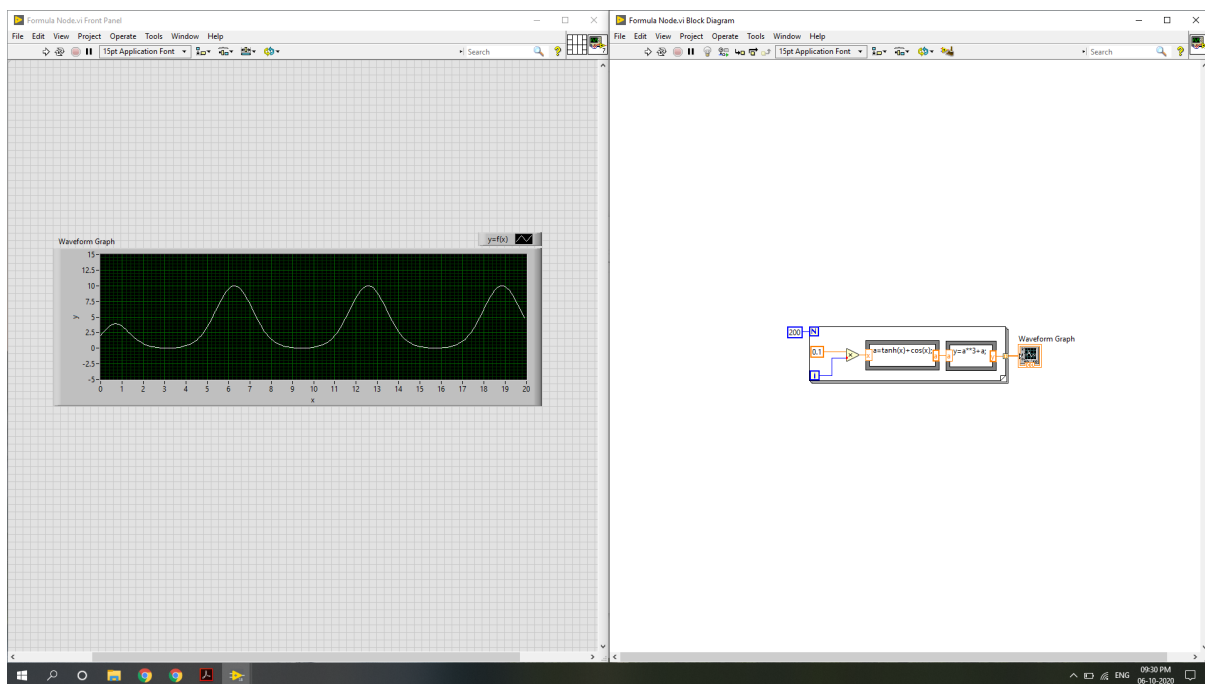 Formula Node.vi Front Panel
File Edit View Project Operate Tools Window Help
15pt Application Font
Search
?
7
Waveform Graph
y=f(x)
15
12.5
10
7.5
5
2.5
0
-2.5
-5
y
0 1 2 3 4 5 6 7 8 9 10 11 12 13 14 15 16 17 18 19 20
x
Formula Node.vi Block Diagram
File Edit View Project Operate Tools Window Help
15pt Application Font
Search
?
200 N
0.1
i
x
a=tanh(x)+cos(x);
a
a
y=a**3+a;
y
Waveform Graph
ENG
09:30 PM
06-10-2020